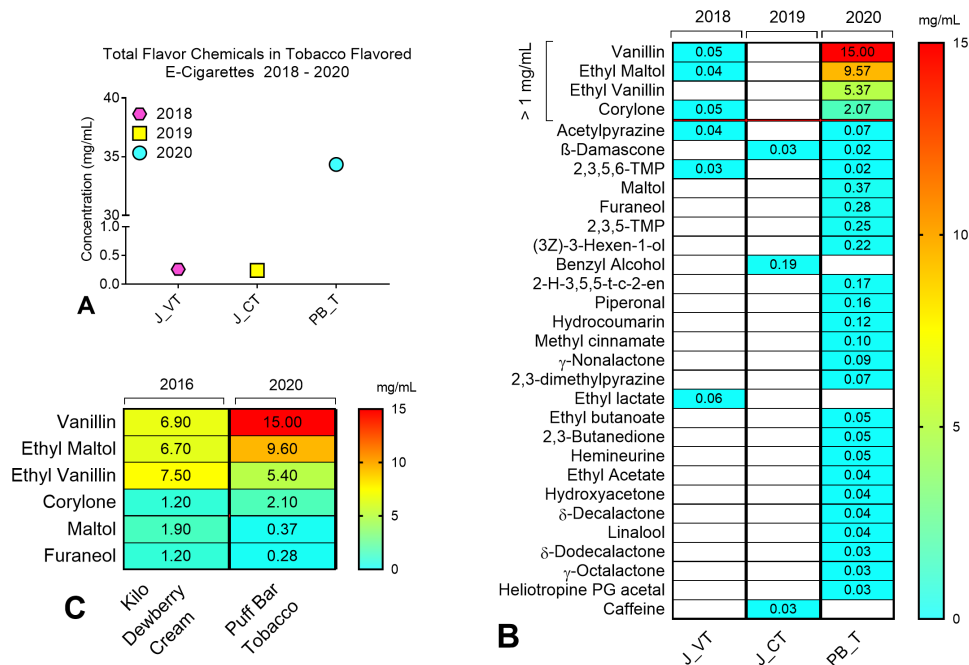 Total Flavor Chemicals in Tobacco Flavored
E-Cigarettes 2018 - 2020
Concentration (mg/mL)
40
35
30
1.0
0.5
0.0
2018
2019
2020
J_VT
J_CT
PB_T
A
2018 2019 2020
mg/mL
> 1 mg/mL
Vanillin 0.05 15.00
Ethyl Maltol 0.04 9.57
Ethyl Vanillin 5.37
Corylone 0.05 2.07
Acetylpyrazine 0.04 0.07
ß-Damascone 0.03 0.02
2,3,5,6-TMP 0.03 0.02
Maltol 0.37
Furaneol 0.28
2,3,5-TMP 0.25
(3Z)-3-Hexen-1-ol 0.22
Benzyl Alcohol 0.19
2-H-3,5,5-t-c-2-en 0.17
Piperonal 0.16
Hydrocoumarin 0.12
Methyl cinnamate 0.10
γ-Nonalactone 0.09
2,3-dimethylpyrazine 0.07
Ethyl lactate 0.06
Ethyl butanoate 0.05
2,3-Butanedione 0.05
Hemineurine 0.05
Ethyl Acetate 0.04
Hydroxyacetone 0.04
δ-Decalactone 0.04
Linalool 0.04
δ-Dodecalactone 0.03
γ-Octalactone 0.03
Heliotropine PG acetal 0.03
Caffeine 0.03
J_VT
J_CT
PB_T
15
10
5
0
B
2016 2020
mg/mL
Vanillin 6.90 15.00
Ethyl Maltol 6.70 9.60
Ethyl Vanillin 7.50 5.40
Corylone 1.20 2.10
Maltol 1.90 0.37
Furaneol 1.20 0.28
Kilo
Dewberry
Cream
Puff Bar
Tobacco
15
10
5
0
C